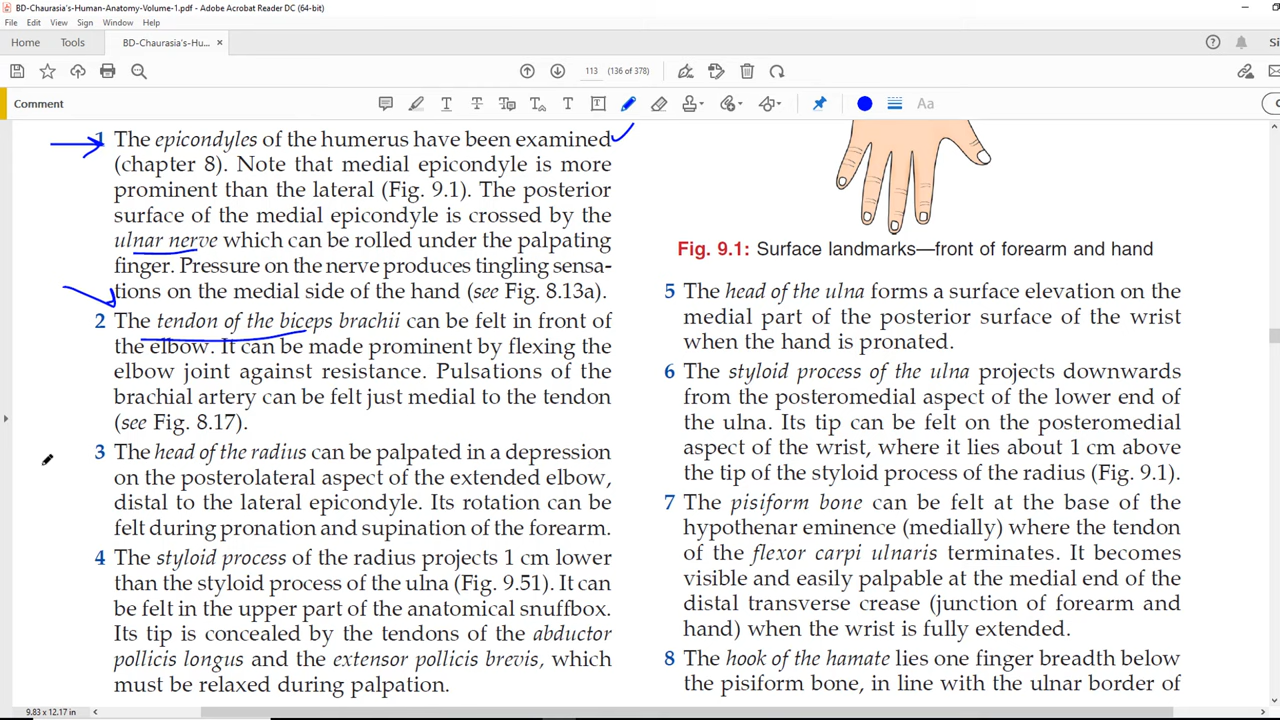 BD-Chaurasia's-Human-Anatomy-Volume-1.pdf - Adobe Acrobat Reader DC (64-bit)
File Edit View Sign Window Help
Home Tools BD-Chaurasia's-Hu... ×
113 (136 of 378)
Comment
Aa
1 The epicondyles of the humerus have been examined
(chapter 8). Note that medial epicondyle is more
prominent than the lateral (Fig. 9.1). The posterior
surface of the medial epicondyle is crossed by the
ulnar nerve which can be rolled under the palpating
finger. Pressure on the nerve produces tingling sensa-
tions on the medial side of the hand (see Fig. 8.13a).
2 The tendon of the biceps brachii can be felt in front of
the elbow. It can be made prominent by flexing the
elbow joint against resistance. Pulsations of the
brachial artery can be felt just medial to the tendon
(see Fig. 8.17).
3 The head of the radius can be palpated in a depression
on the posterolateral aspect of the extended elbow,
distal to the lateral epicondyle. Its rotation can be
felt during pronation and supination of the forearm.
4 The styloid process of the radius projects 1 cm lower
than the styloid process of the ulna (Fig. 9.51). It can
be felt in the upper part of the anatomical snuffbox.
Its tip is concealed by the tendons of the abductor
pollicis longus and the extensor pollicis brevis, which
must be relaxed during palpation.
Fig. 9.1: Surface landmarks—front of forearm and hand
5 The head of the ulna forms a surface elevation on the
medial part of the posterior surface of the wrist
when the hand is pronated.
6 The styloid process of the ulna projects downwards
from the posteromedial aspect of the lower end of
the ulna. Its tip can be felt on the posteromedial
aspect of the wrist, where it lies about 1 cm above
the tip of the styloid process of the radius (Fig. 9.1).
7 The pisiform bone can be felt at the base of the
hypothenar eminence (medially) where the tendon
of the flexor carpi ulnaris terminates. It becomes
visible and easily palpable at the medial end of the
distal transverse crease (junction of forearm and
hand) when the wrist is fully extended.
8 The hook of the hamate lies one finger breadth below
the pisiform bone, in line with the ulnar border of
9.83 x 12.17 in